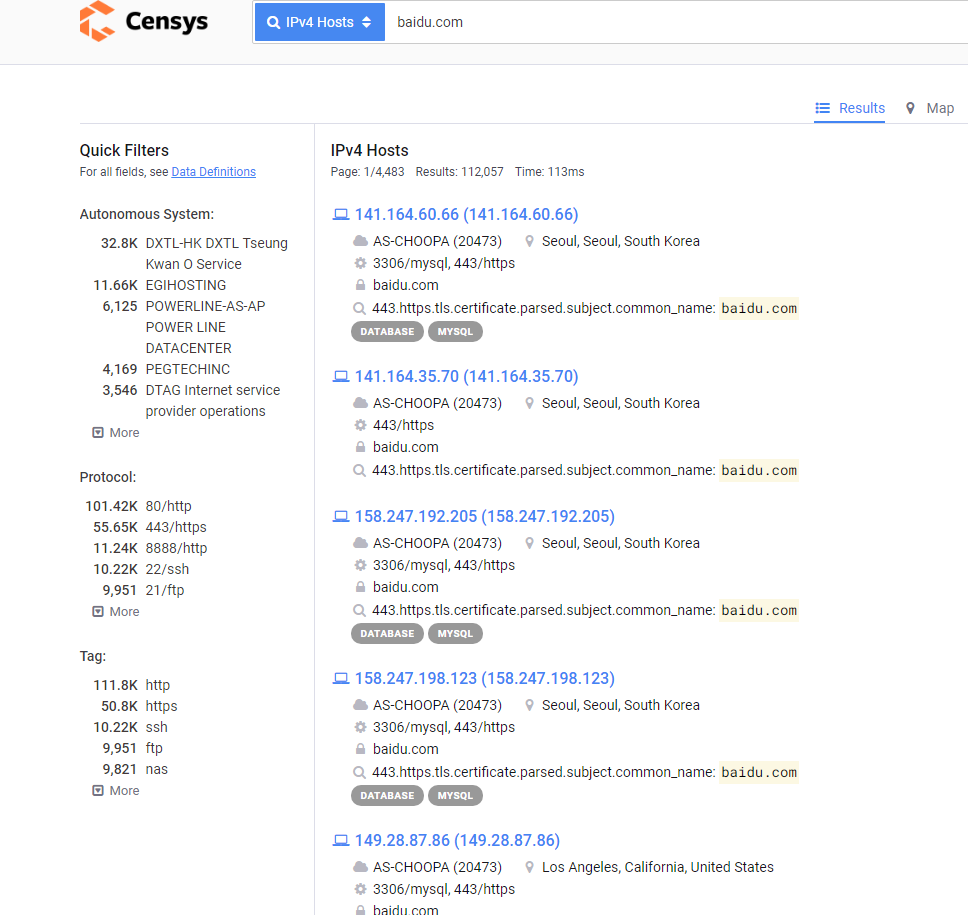 Censys
IPv4 Hosts
baidu.com
Results
Map
Quick Filters
For all fields, see Data Definitions
Autonomous System:
32.8K DXTL-HK DXTL Tseung
Kwan O Service
11.66K EGIHOSTING
6,125 POWERLINE-AS-AP
POWER LINE
DATACENTER
4,169 PEGTECHINC
3,546 DTAG Internet service
provider operations
More
Protocol:
101.42K 80/http
55.65K 443/https
11.24K 8888/http
10.22K 22/ssh
9,951 21/ftp
More
Tag:
111.8K http
50.8K https
10.22K ssh
9,951 ftp
9,821 nas
More
IPv4 Hosts
Page: 1/4,483 Results: 112,057 Time: 113ms
141.164.60.66 (141.164.60.66)
AS-CHOOPA (20473) Seoul, Seoul, South Korea
3306/mysql, 443/https
baidu.com
443.https.tls.certificate.parsed.subject.common_name: baidu.com
DATABASE MYSQL
141.164.35.70 (141.164.35.70)
AS-CHOOPA (20473) Seoul, Seoul, South Korea
443/https
baidu.com
443.https.tls.certificate.parsed.subject.common_name: baidu.com
158.247.192.205 (158.247.192.205)
AS-CHOOPA (20473) Seoul, Seoul, South Korea
3306/mysql, 443/https
baidu.com
443.https.tls.certificate.parsed.subject.common_name: baidu.com
DATABASE MYSQL
158.247.198.123 (158.247.198.123)
AS-CHOOPA (20473) Seoul, Seoul, South Korea
3306/mysql, 443/https
baidu.com
443.https.tls.certificate.parsed.subject.common_name: baidu.com
DATABASE MYSQL
149.28.87.86 (149.28.87.86)
AS-CHOOPA (20473) Los Angeles, California, United States
3306/mysql, 443/https
baidu.com